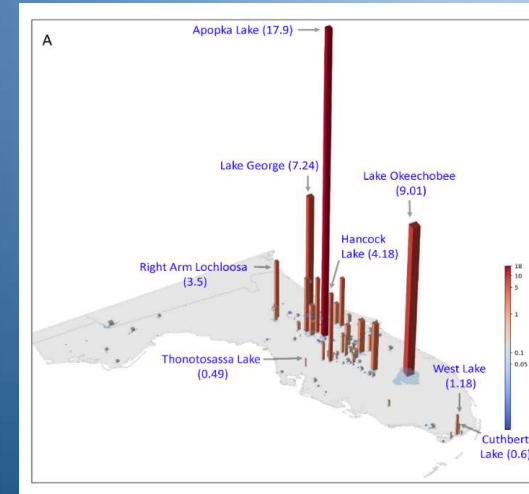 A
Apopka Lake (17.9)
Lake George (7.24)
Lake Okeechobee
(9.01)
Hancock
Lake (4.18)
Right Arm Lochloosa
(3.5)
Thonotosassa Lake
(0.49)
West Lake
(1.18)
Cuthbert
Lake (0.6)
18
10
5
1
0.1
0.05